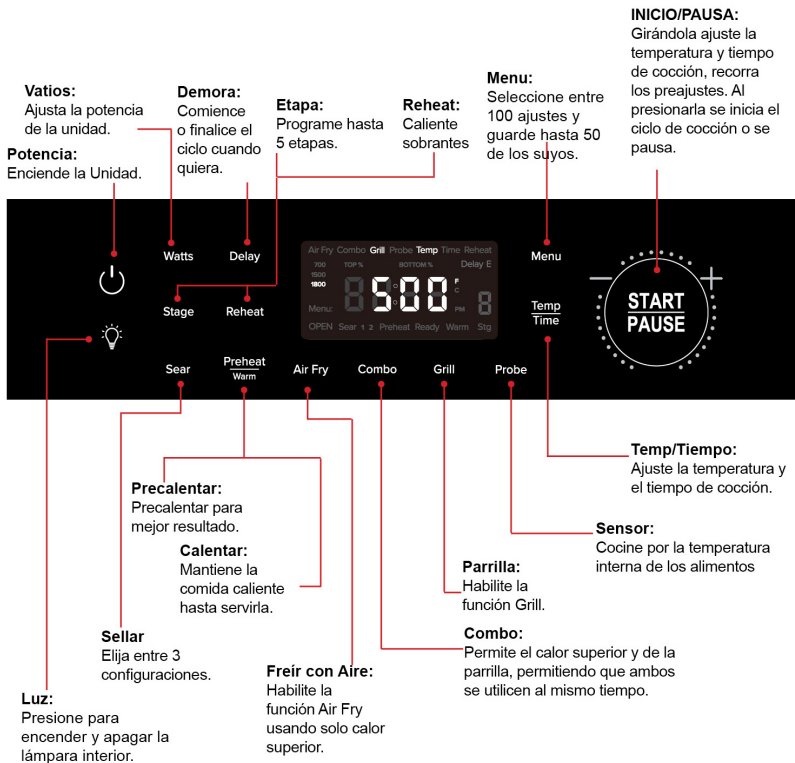 INICIO/PAUSA:
Girándola ajuste la
temperatura y tiempo
de cocción, recorra
los preajustes. Al
presionarla se inicia el
ciclo de cocción o se
pausa.
Menu:
Seleccione entre
100 ajustes y
guarde hasta 50
de los suyos.
Vatios:
Ajusta la potencia
de la unidad.
Demora:
Comience
o finalice el
ciclo cuando
quiera.
Etapa:
Programe hasta
5 etapas.
Reheat:
Caliente
sobrantes
Potencia:
Enciende la Unidad.
Watts
Delay
Stage
Reheat
Sear
Preheat
Warm
Air Fry
Combo
Grill
Probe
Air Fry Combo Grill Probe Temp Time Reheat
700 TOP % BOTTOM % Delay E
1500
1800
8500
F
C
Menu:
PM
8
OPEN Sear 1 2 Preheat Ready Warm Stg
Menu
Temp
Time
START
PAUSE
Temp/Tiempo:
Ajuste la temperatura y
el tiempo de cocción.
Precalentar:
Precalentar para
mejor resultado.
Sensor:
Cocine por la temperatura
interna de los alimentos
Calentar:
Mantiene la
comida caliente
hasta servirla.
Parrilla:
Habilite la
función Grill.
Sellar
Elija entre 3
configuraciones.
Combo:
Permite el calor superior y de la
parrilla, permitiendo que ambos
se utilicen al mismo tiempo.
Freír con Aire:
Habilite la
función Air Fry
usando solo calor
superior.
Luz:
Presione para
encender y apagar la
lámpara interior.